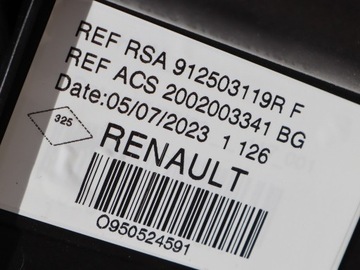 REF RSA 912503119R F
REF ACS 2002003341 BG
Date:05/07/2023 1 126
325
RENAULT
O950524591